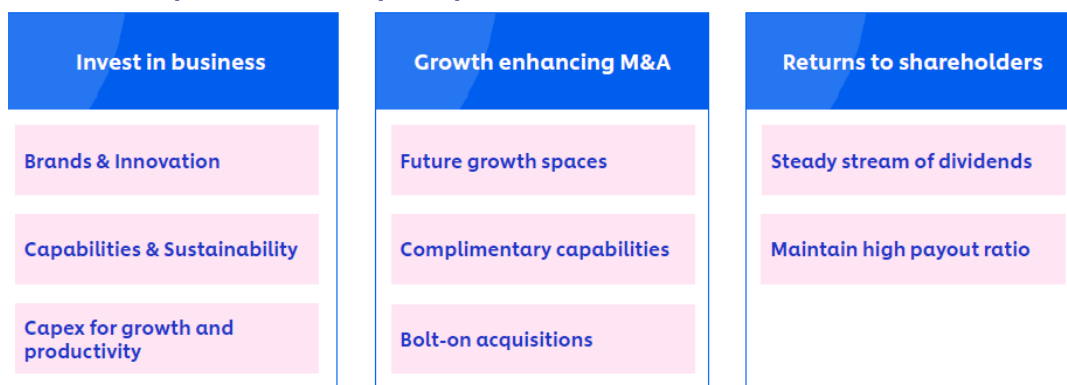 Invest in business
Brands & Innovation
Capabilities & Sustainability
Capex for growth and
productivity
Growth enhancing M&A
Future growth spaces
Complimentary capabilities
Bolt-on acquisitions
Returns to shareholders
Steady stream of dividends
Maintain high payout ratio